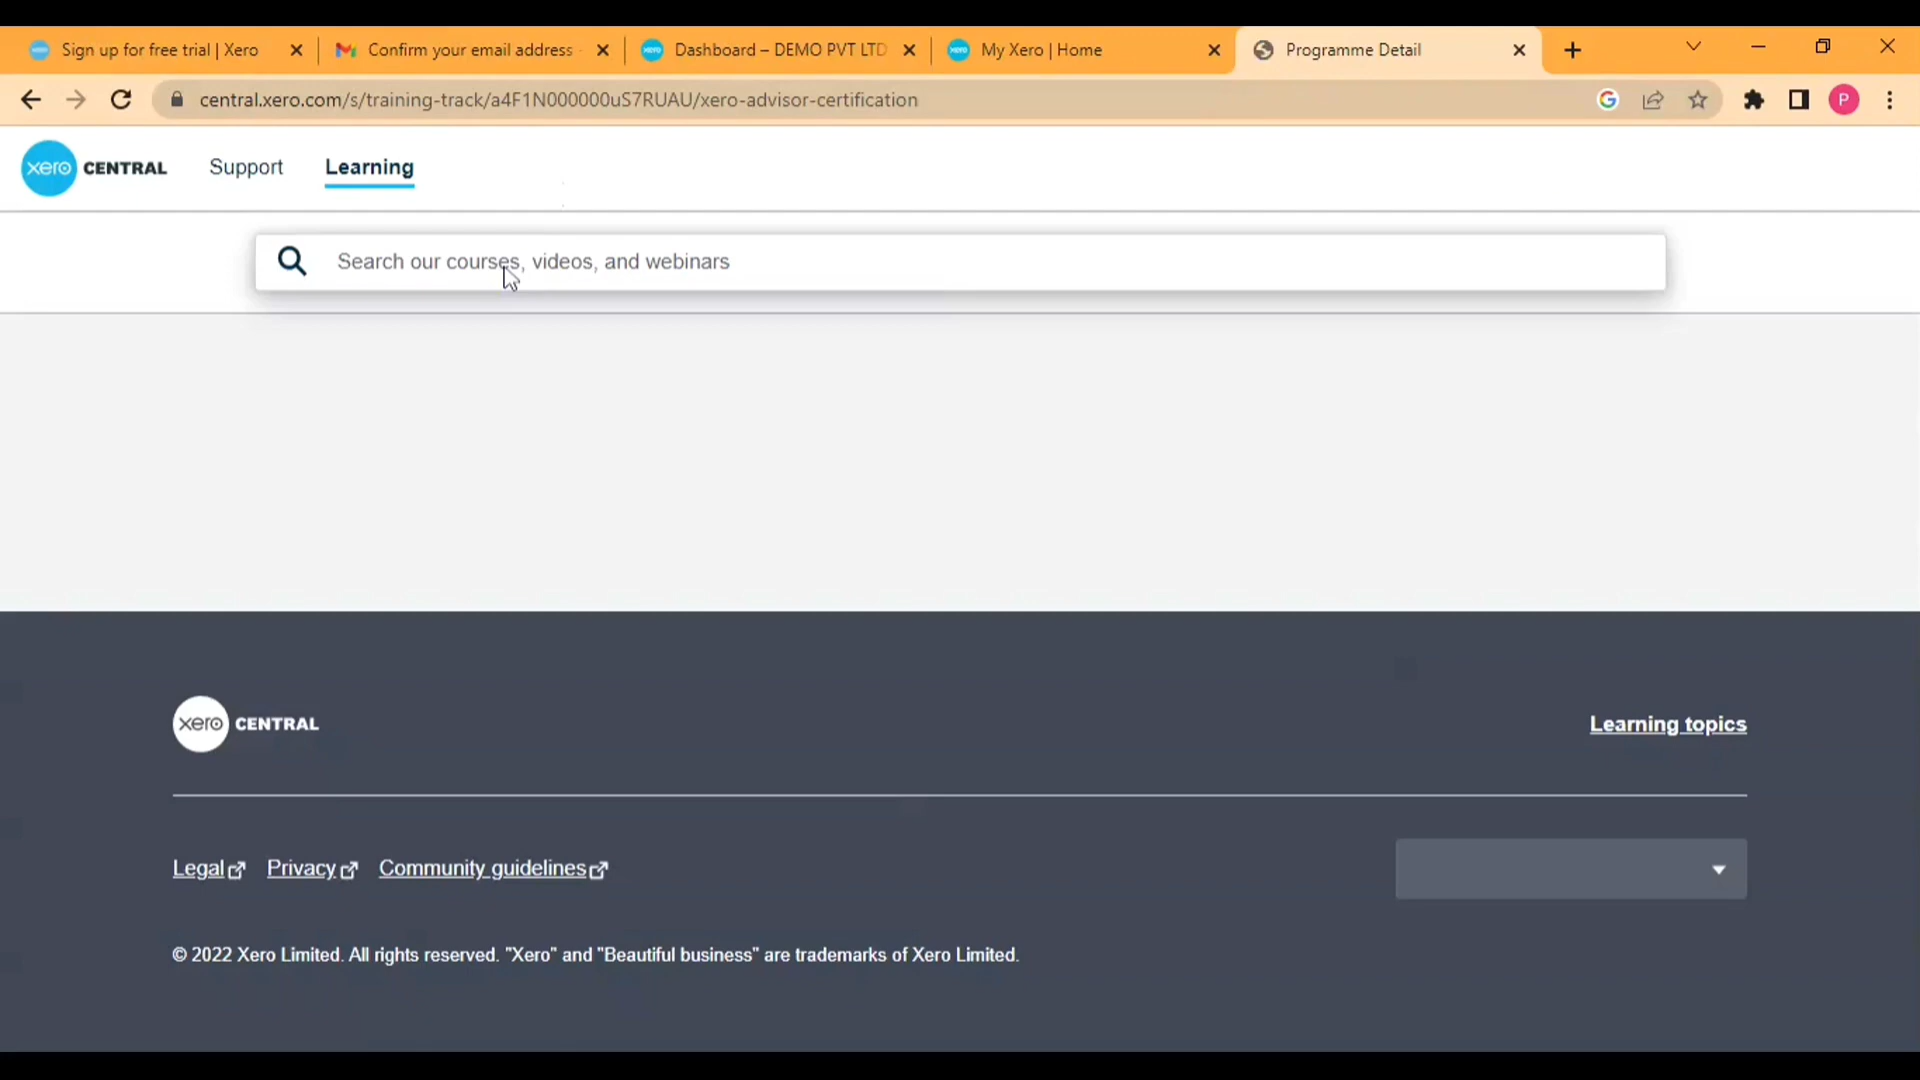 Sign up for free trial | Xero
Confirm your email address
Dashboard – DEMO PVT LTD
My Xero | Home
Programme Detail
central.xero.com/s/training-track/a4F1N000000uS7RUAU/xero-advisor-certification
P
xero CENTRAL
Support
Learning
Search our courses, videos, and webinars
xero CENTRAL
Learning topics
Legal
Privacy
Community guidelines
© 2022 Xero Limited. All rights reserved. "Xero" and "Beautiful business" are trademarks of Xero Limited.